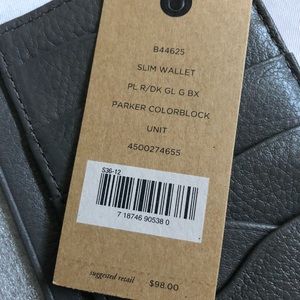 B44625
SLIM WALLET
PL R/DK GL G BX
PARKER COLORBLOCK
UNIT
4500274655
S36-12
7 18746 90538 0
suggested retail $98.00